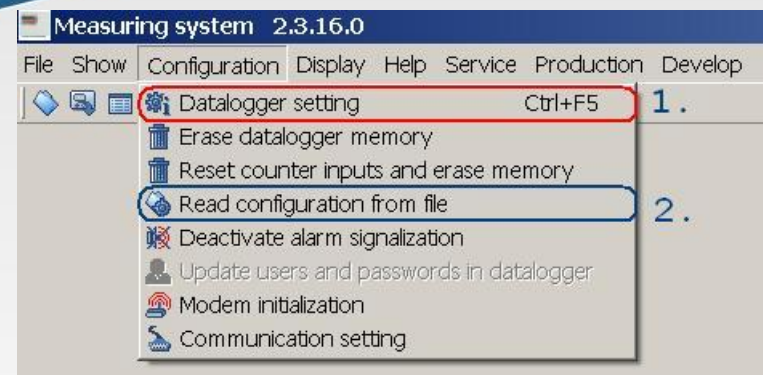 Measuring system 2.3.16.0
File Show Configuration Display Help Service Production Develop
Datalogger setting Ctrl+F5 1.
Erase datalogger memory
Reset counter inputs and erase memory
Read configuration from file 2.
Deactivate alarm signalization
Update users and passwords in datalogger
Modem initialization
Communication setting